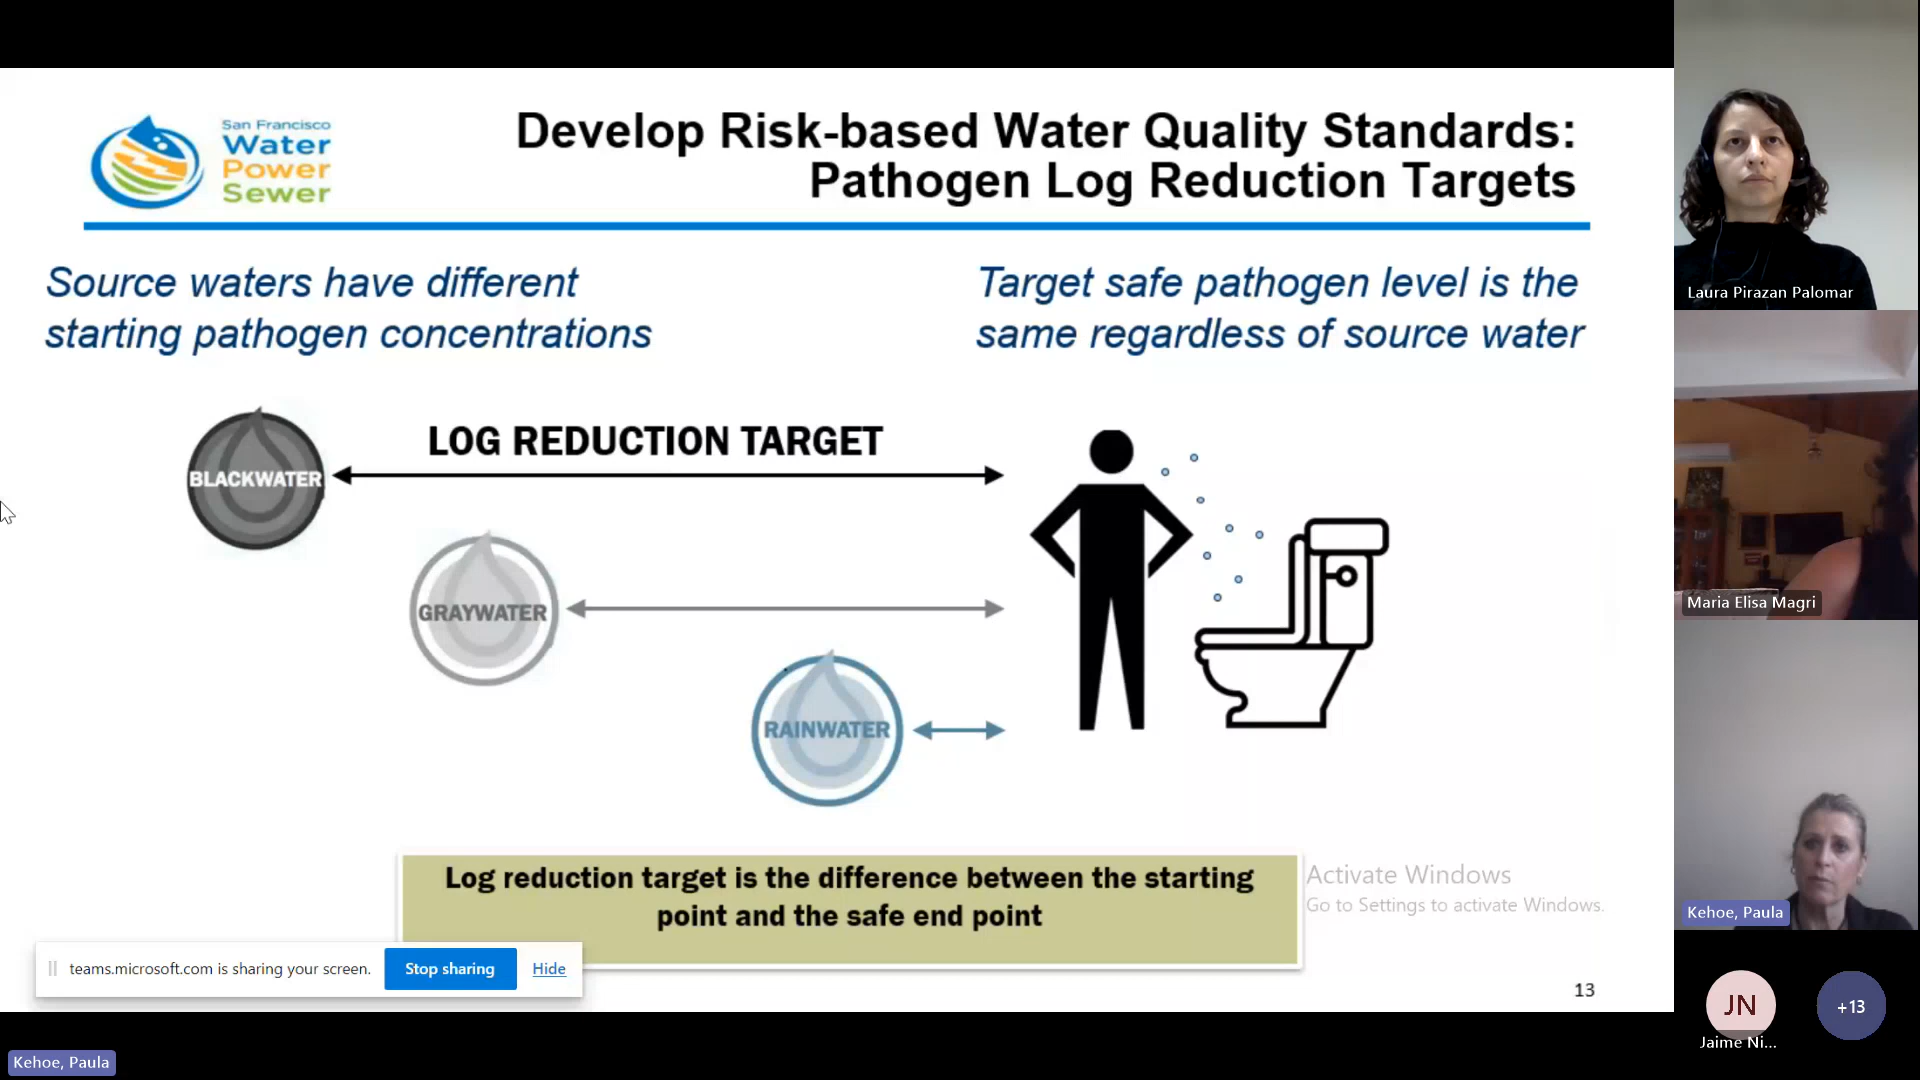 San Francisco
Water
Power
Sewer
Develop Risk-based Water Quality Standards:
Pathogen Log Reduction Targets
Source waters have different
starting pathogen concentrations
Target safe pathogen level is the
same regardless of source water
LOG REDUCTION TARGET
BLACKWATER
GRAYWATER
RAINWATER
Log reduction target is the difference between the starting
point and the safe end point
Activate Windows
Go to Settings to activate Windows.
teams.microsoft.com is sharing your screen.
Stop sharing
Hide
13
Kehoe, Paula
Laura Pirazan Palomar
Maria Elisa Magri
Kehoe, Paula
JN
+13
Jaime Ni...